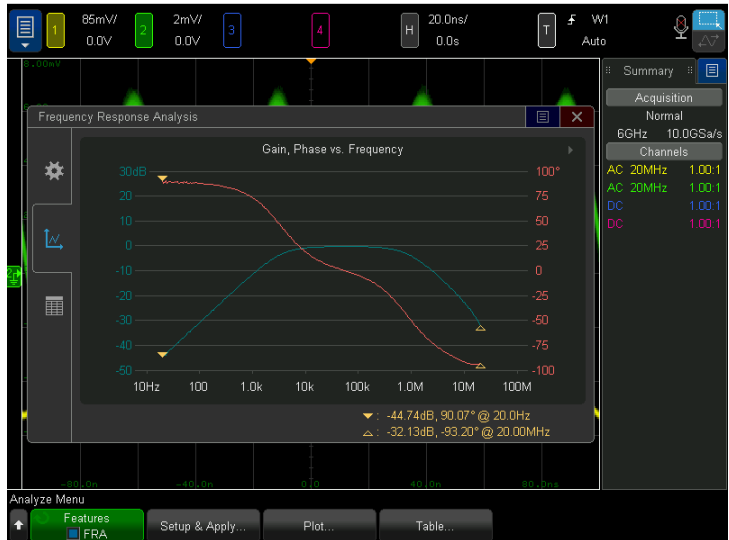 1 85mV/ 2 2mV/ 3 4 H 20.0ns/ T W1
0.0V 0.0V 0.0s Auto
8.00mV
Summary
Acquisition
Normal
6GHz 10.0GSa/s
Channels
AC 20MHz 1.00:1
AC 20MHz 1.00:1
DC 1.00:1
DC 1.00:1
Frequency Response Analysis
Gain, Phase vs. Frequency
30dB 100°
20 75
10 50
0 25
-10 0
-20 -25
-30 -50
-40 -75
-50 -100
10Hz 100 1.0k 10k 100k 1.0M 10M 100M
: -44.74dB, 90.07° @ 20.0Hz
: -32.13dB, -93.20° @ 20.00MHz
-80.0n -40.0n 0.0 40.0n 80.0ns
Analyze Menu
Features
FRA
Setup & Apply...
Plot...
Table...